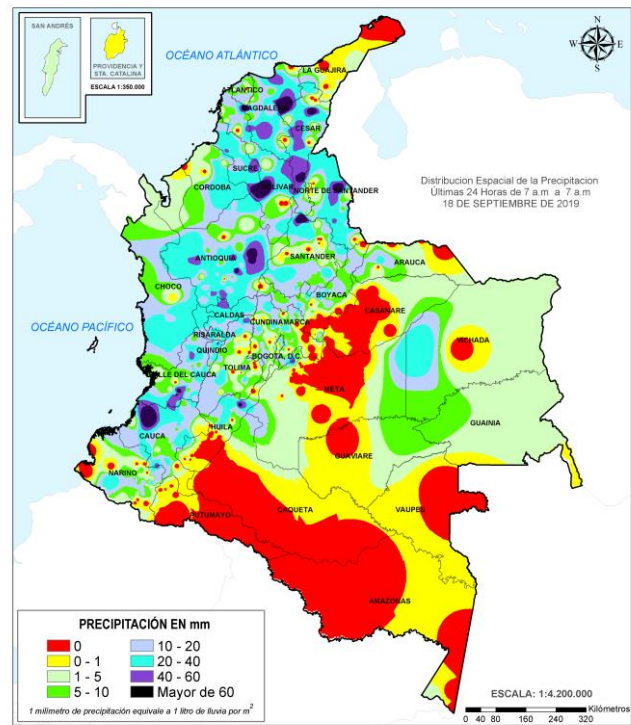 SAN ANDRÉS
PROVIDENCIA Y
STA. CATALINA
ESCALA 1:350.000
OCÉANO ATLÁNTICO
N
W
E
S
LA GUAJIRA
ATLANTICO
MAGDALENA
CESAR
SUCRE
CORDOBA
BOLIVAR
NORTE DE SANTANDER
Distribucion Espacial de la Precipitacion
Últimas 24 Horas de 7 a.m a 7 a.m
18 DE SEPTIEMBRE DE 2019
ANTIOQUIA
SANTANDER
ARAUCA
CHOCO
BOYACA
CASANARE
OCÉANO PACÍFICO
CALDAS
CUNDINAMARCA
RISARALDA
VICHADA
QUINDIO
BOGOTA, D.C.
TOLIMA
VALLE DEL CAUCA
META
CAUCA
HUILA
GUAINIA
GUAVIARE
NARIÑO
PUTUMAYO
CAQUETA
VAUPES
AMAZONAS
PRECIPITACIÓN EN mm
0
10 - 20
0 - 1
20 - 40
1 - 5
40 - 60
5 - 10
Mayor de 60
1 milímetro de precipitación equivale a 1 litro de lluvia por m²
ESCALA: 1:4.200.000
Kilómetros
0 40 80 160 240 320